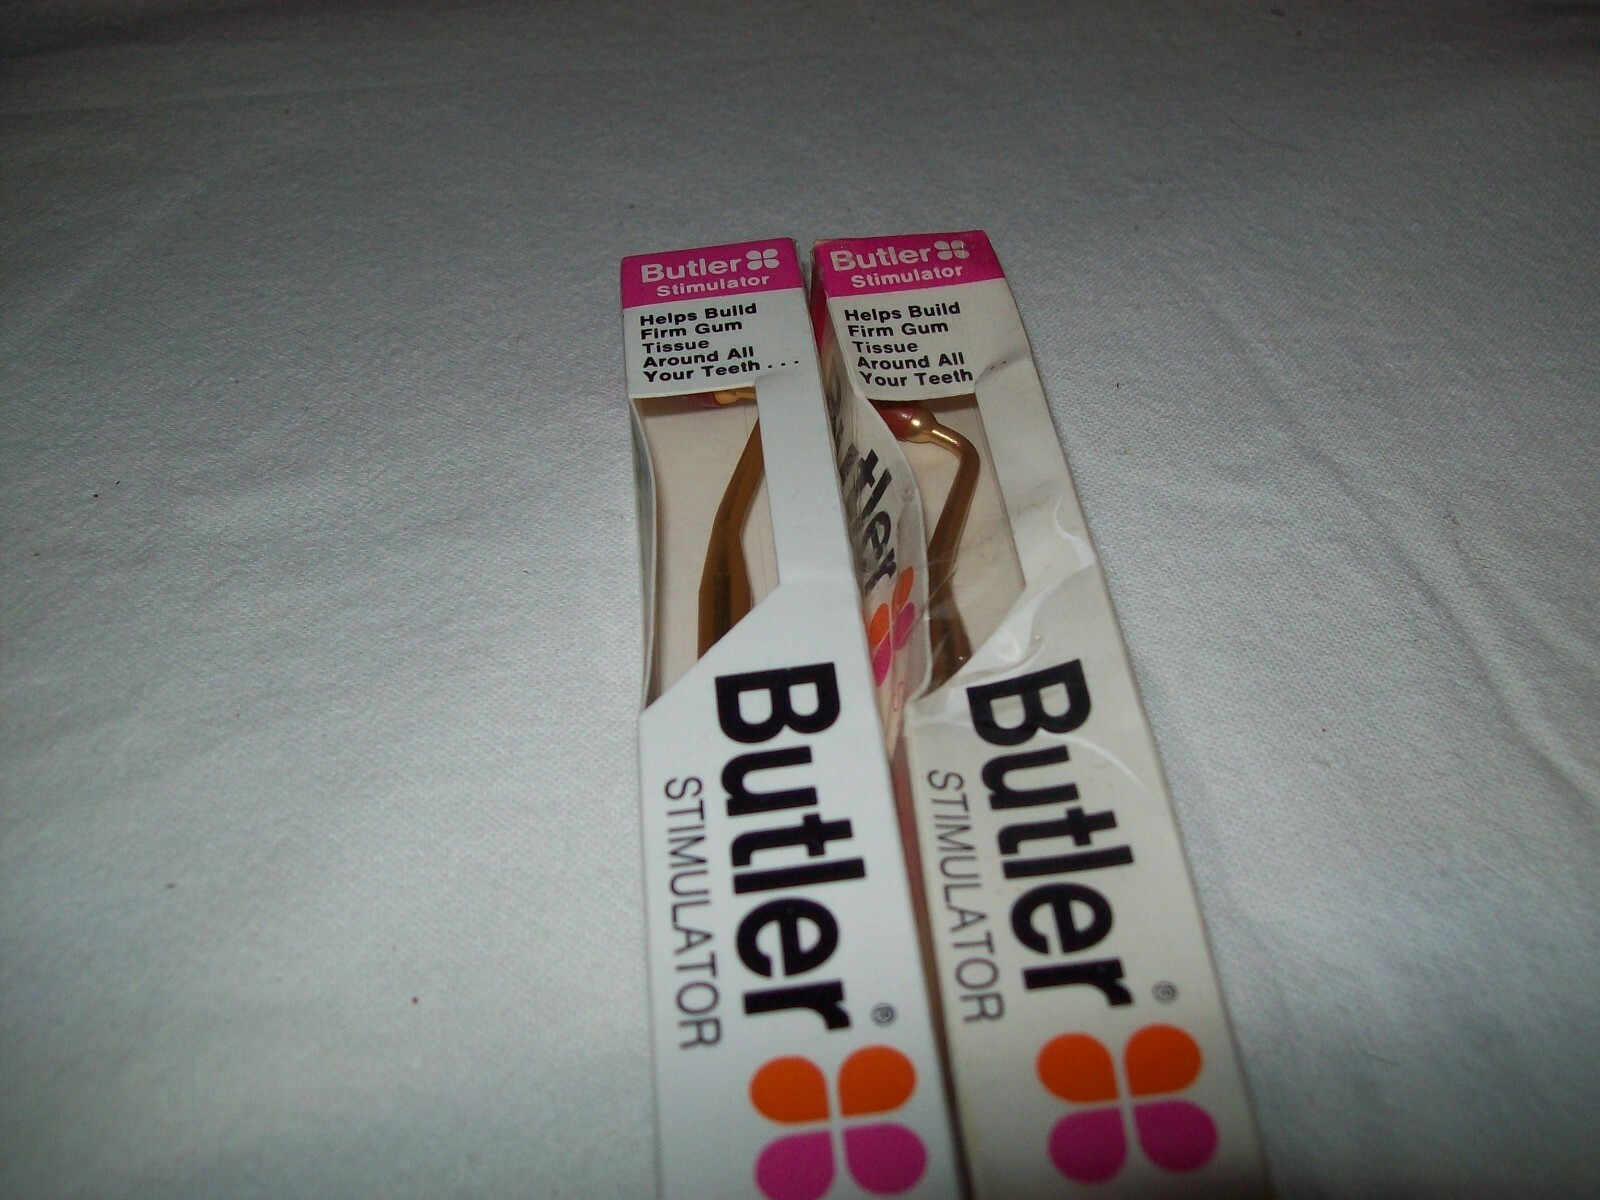 Butler
Stimulator
Helps Build
Firm Gum
Tissue
Around All
Your Teeth . . .
Butler®
STIMULATOR
Butler
Stimulator
Helps Build
Firm Gum
Tissue
Around All
Your Teeth . . .
Butler
Butler®
STIMULATOR